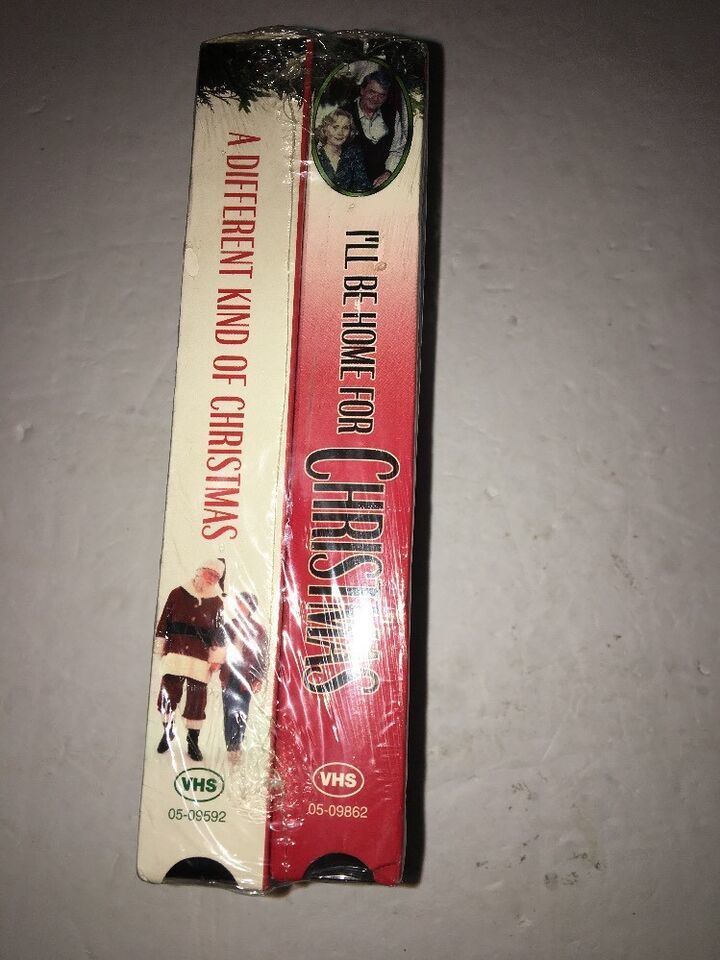 A DIFFERENT KIND OF CHRISTMAS
VHS
05-09592
I'LL BE HOME FOR CHRISTMAS
VHS
05-09862